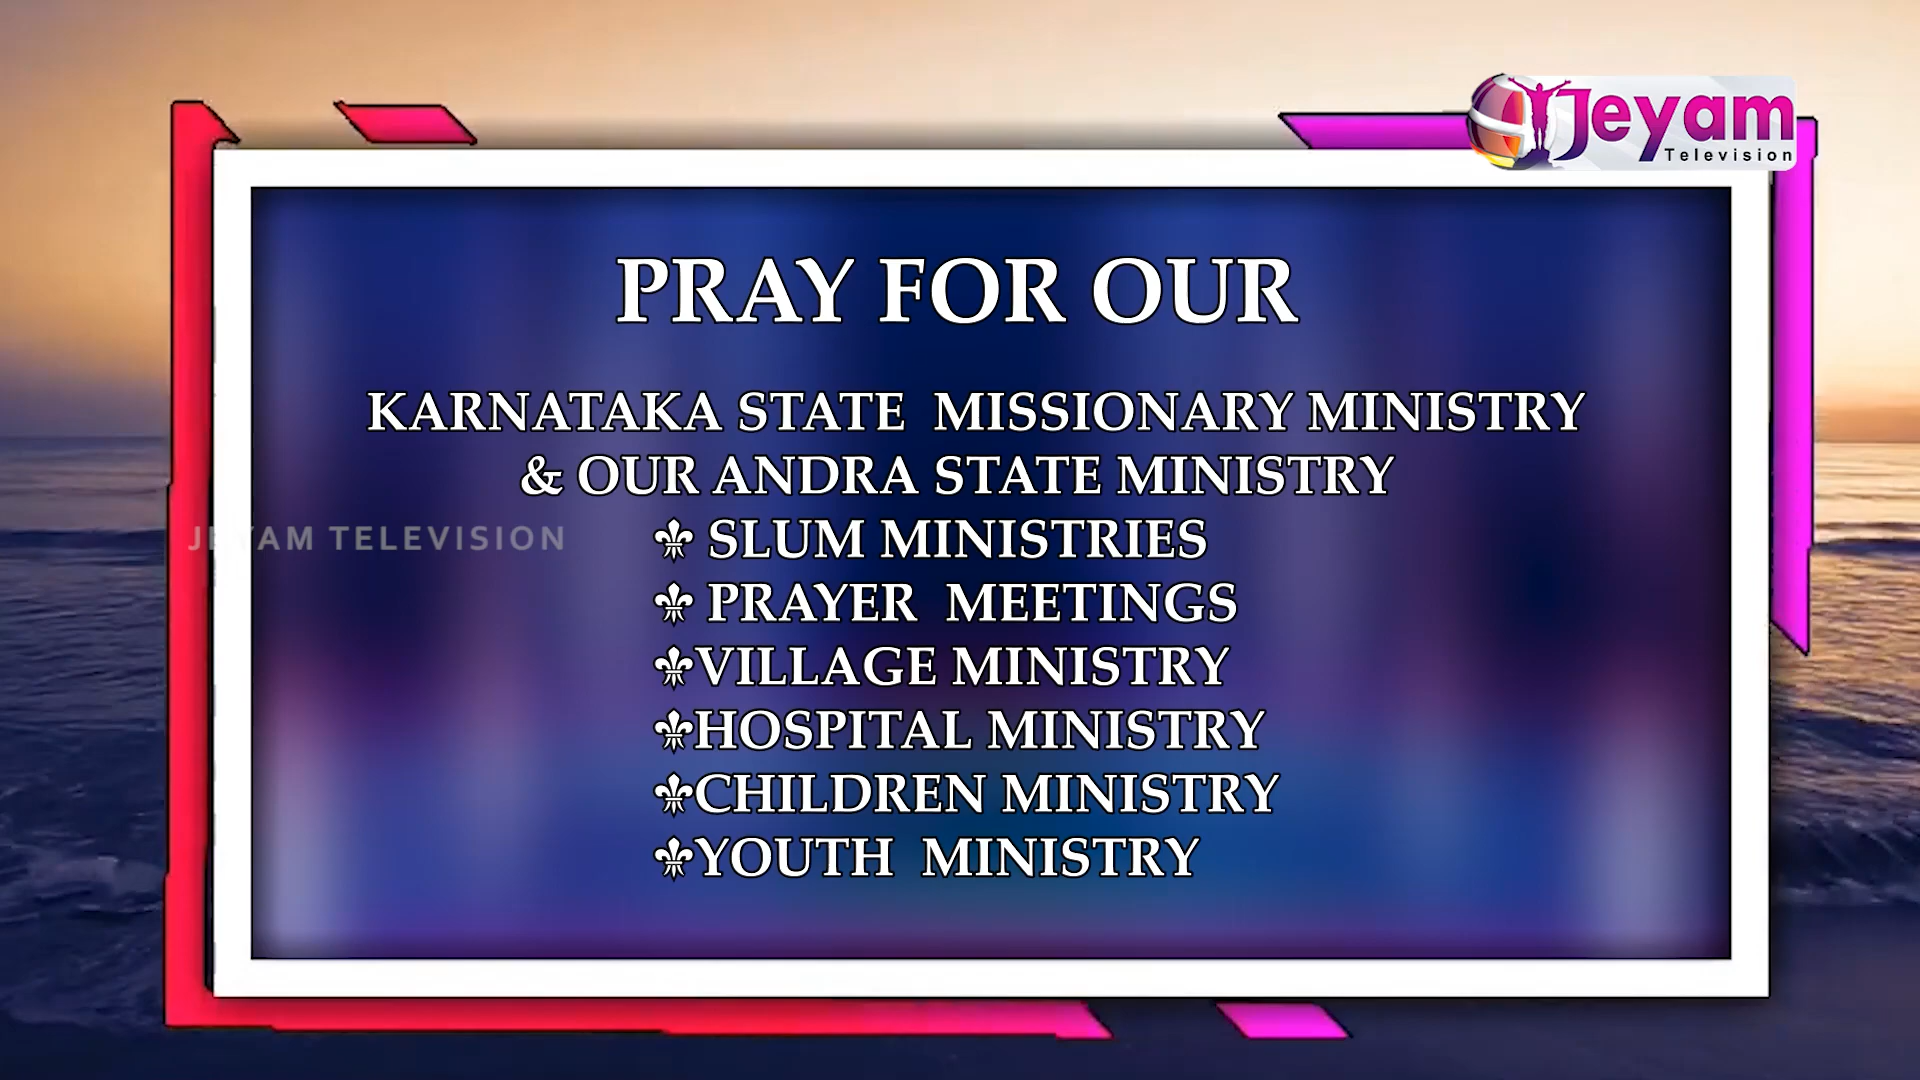 Jeyam
Television
PRAY FOR OUR
KARNATAKA STATE MISSIONARY MINISTRY
& OUR ANDRA STATE MINISTRY
⚜ SLUM MINISTRIES
JEYAM TELEVISION
⚜ PRAYER MEETINGS
⚜VILLAGE MINISTRY
⚜HOSPITAL MINISTRY
⚜CHILDREN MINISTRY
⚜YOUTH MINISTRY